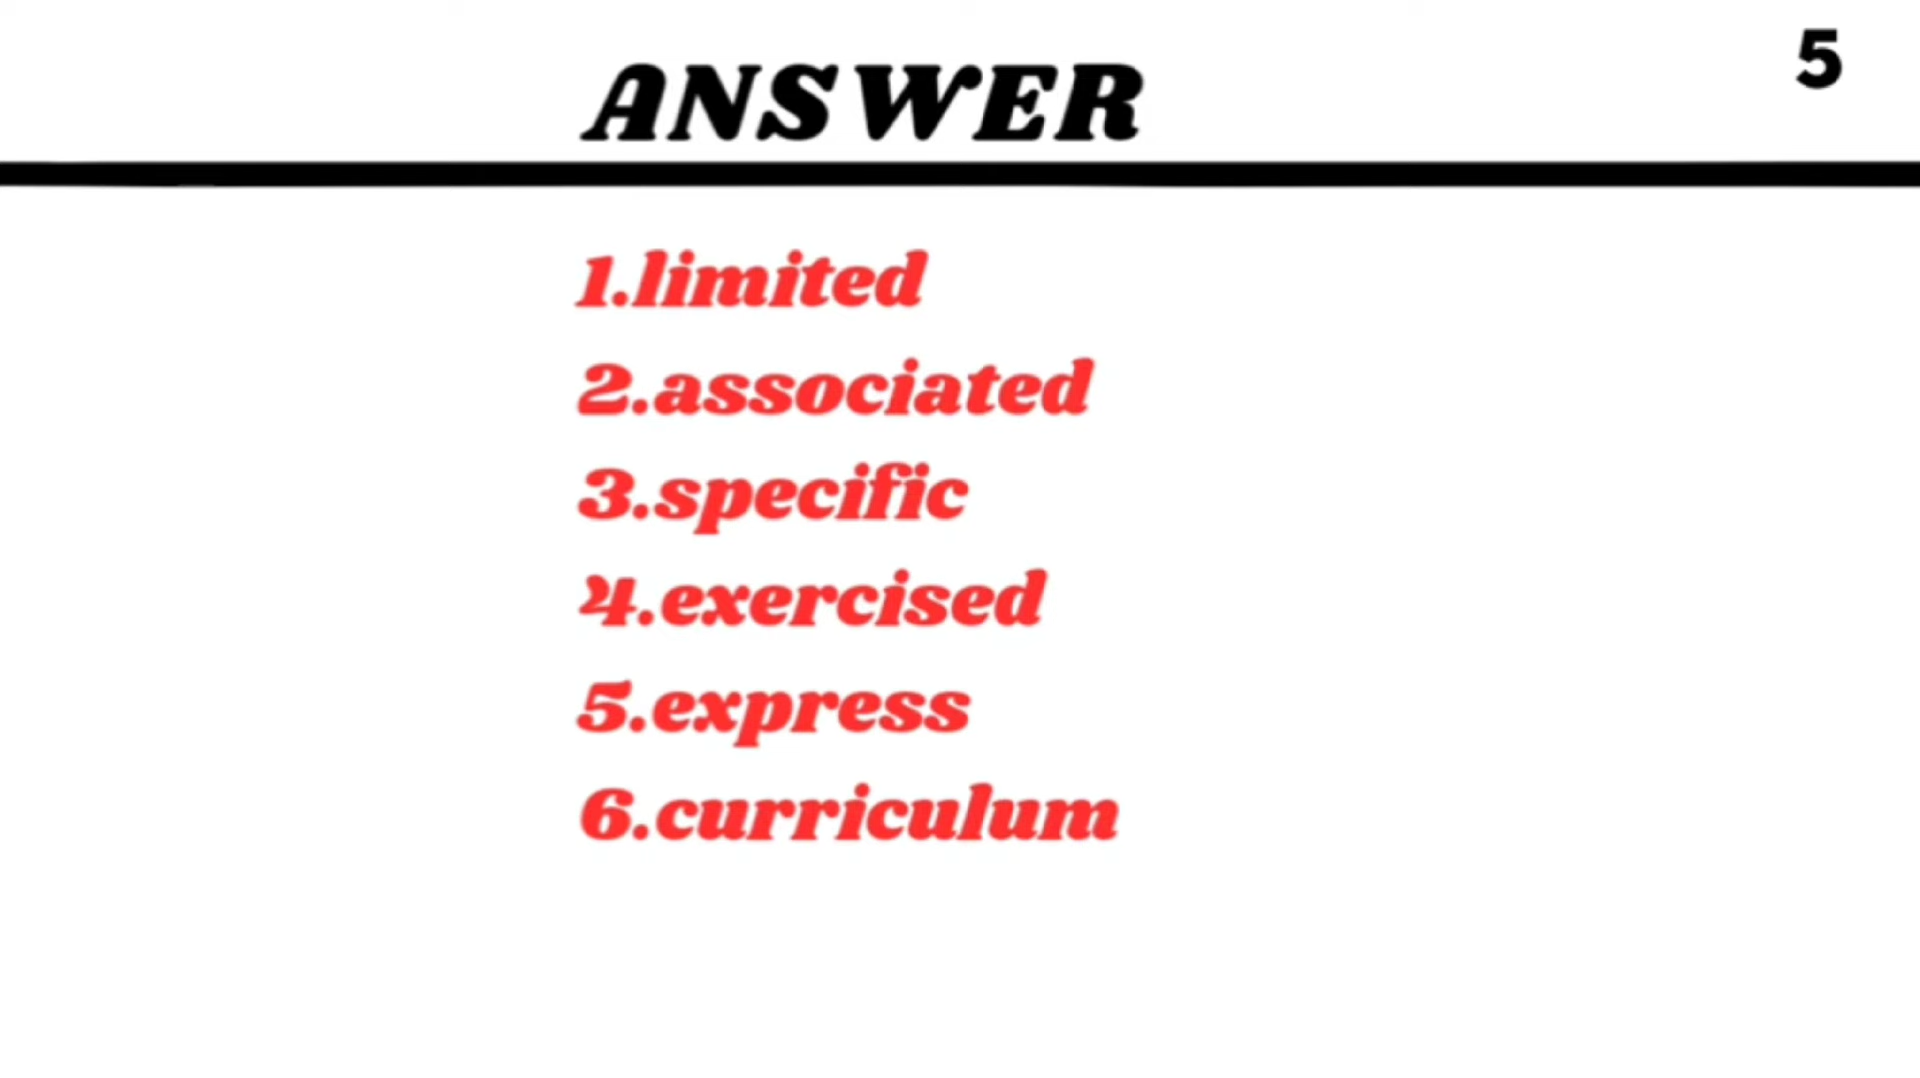 5
ANSWER
1.limited
2.associated
3.specific
4.exercised
5.express
6.curriculum